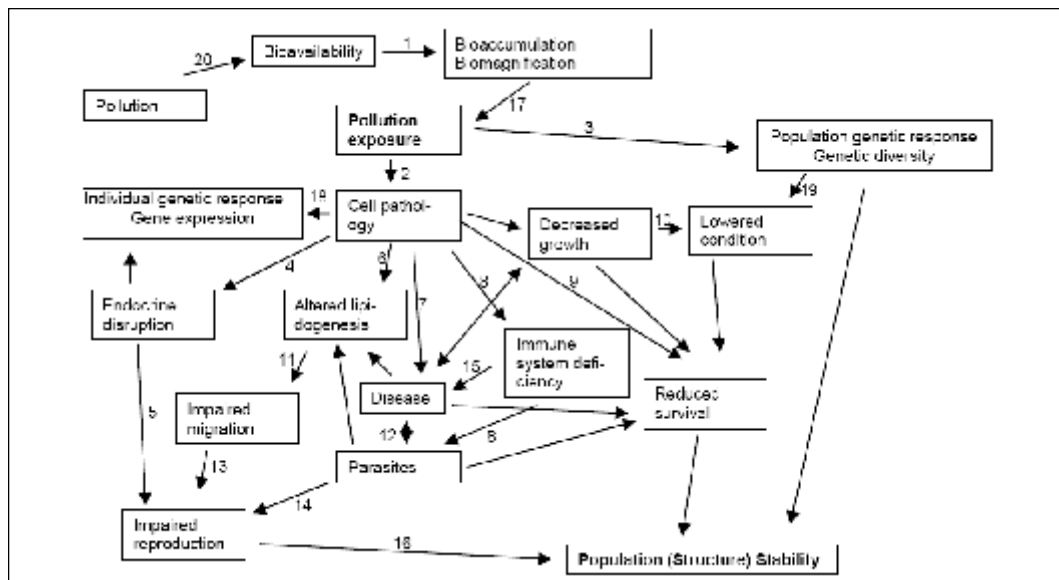 20
Bioavailability
1
Bioaccumulation
Biomagnification
Pollution
17
Pollution
exposure
3
Population genetic response
Genetic diversity
2
19
Individual genetic response
Gene expression
18
Cell pathol-
ogy
Decreased
growth
10
Lowered
condition
4
6
7
3
9
Endocrine
disruption
Altered lipi-
dogenesis
Immune
system defi-
ciency
11
15
Disease
Reduced
survival
5
Impaired
migration
12
8
Parasites
13
14
Impaired
reproduction
16
Population (Structure) Stability